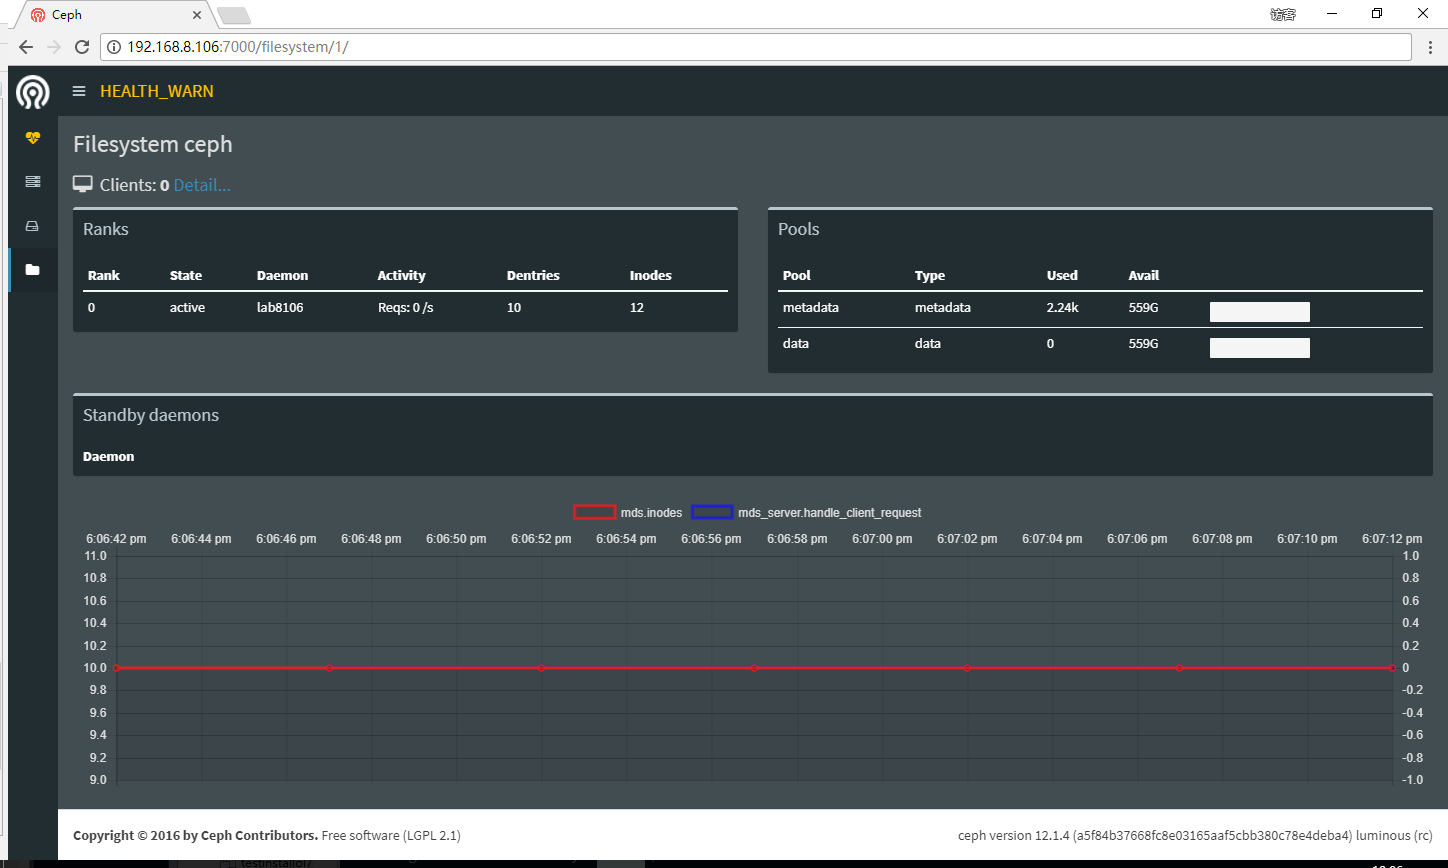 Ceph
访客
192.168.8.106:7000/filesystem/1/
HEALTH_WARN
Filesystem ceph
Clients: 0 Detail...
Ranks
Rank State Daemon Activity Dentries Inodes
0 active lab8106 Reqs: 0 /s 10 12
Pools
Pool Type Used Avail
metadata metadata 2.24k 559G
data data 0 559G
Standby daemons
Daemon
mds.inodes mds_server.handle_client_request
6:06:42 pm 6:06:44 pm 6:06:46 pm 6:06:48 pm 6:06:50 pm 6:06:52 pm 6:06:54 pm 6:06:56 pm 6:06:58 pm 6:07:00 pm 6:07:02 pm 6:07:04 pm 6:07:06 pm 6:07:08 pm 6:07:10 pm 6:07:12 pm
11.0 1.0
10.8 0.8
10.6 0.6
10.4 0.4
10.2 0.2
10.0 0
9.8 -0.2
9.6 -0.4
9.4 -0.6
9.2 -0.8
9.0 -1.0
Copyright © 2016 by Ceph Contributors. Free software (LGPL 2.1)
ceph version 12.1.4 (a5f84b37668fc8e03165aaf5cbb380c78e4deba4) luminous (rc)